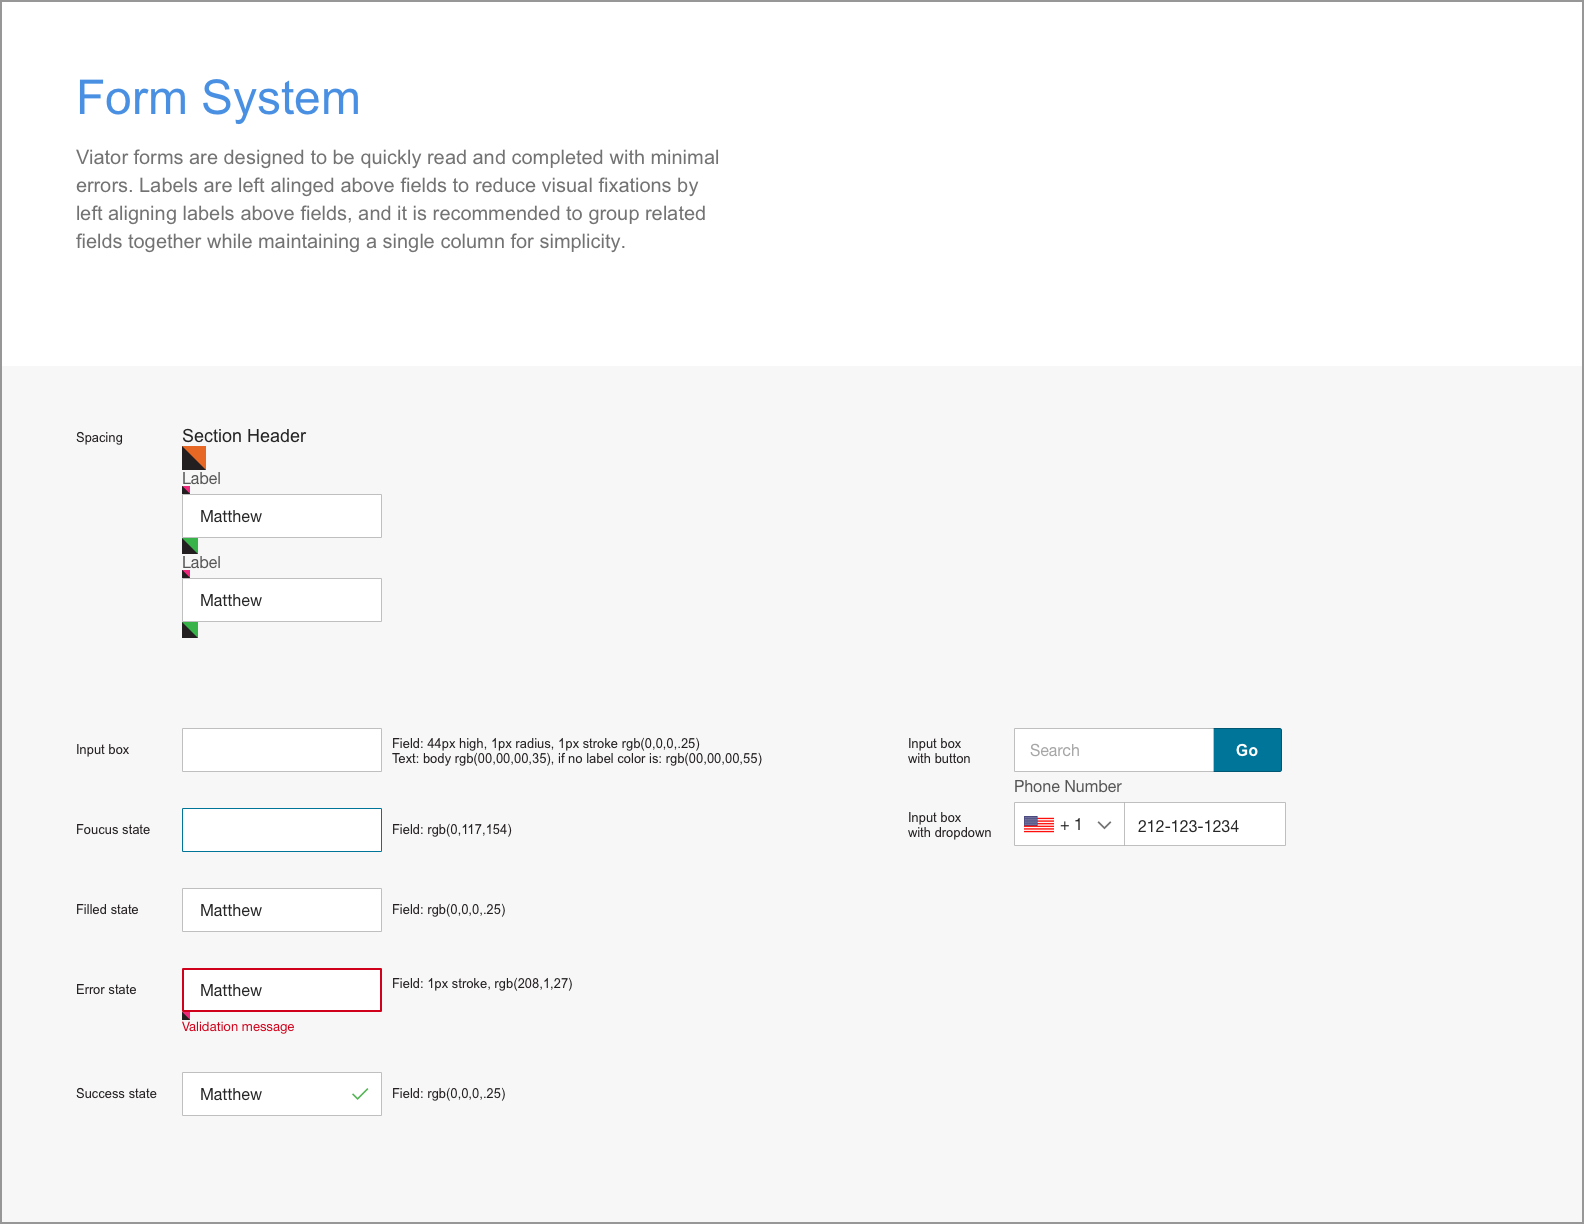 Form System
Viator forms are designed to be quickly read and completed with minimal
errors. Labels are left alinged above fields to reduce visual fixations by
left aligning labels above fields, and it is recommended to group related
fields together while maintaining a single column for simplicity.
Spacing
Section Header
Label
Matthew
Label
Matthew
Input box
Field: 44px high, 1px radius, 1px stroke rgb(0,0,0,.25)
Text: body rgb(00,00,00,35), if no label color is: rgb(00,00,00,55)
Foucus state
Field: rgb(0,117,154)
Filled state
Matthew
Field: rgb(0,0,0,.25)
Error state
Matthew
Field: 1px stroke, rgb(208,1,27)
Validation message
Success state
Matthew
Field: rgb(0,0,0,.25)
Input box
with button
Search
Go
Phone Number
Input box
with dropdown
+ 1
212-123-1234